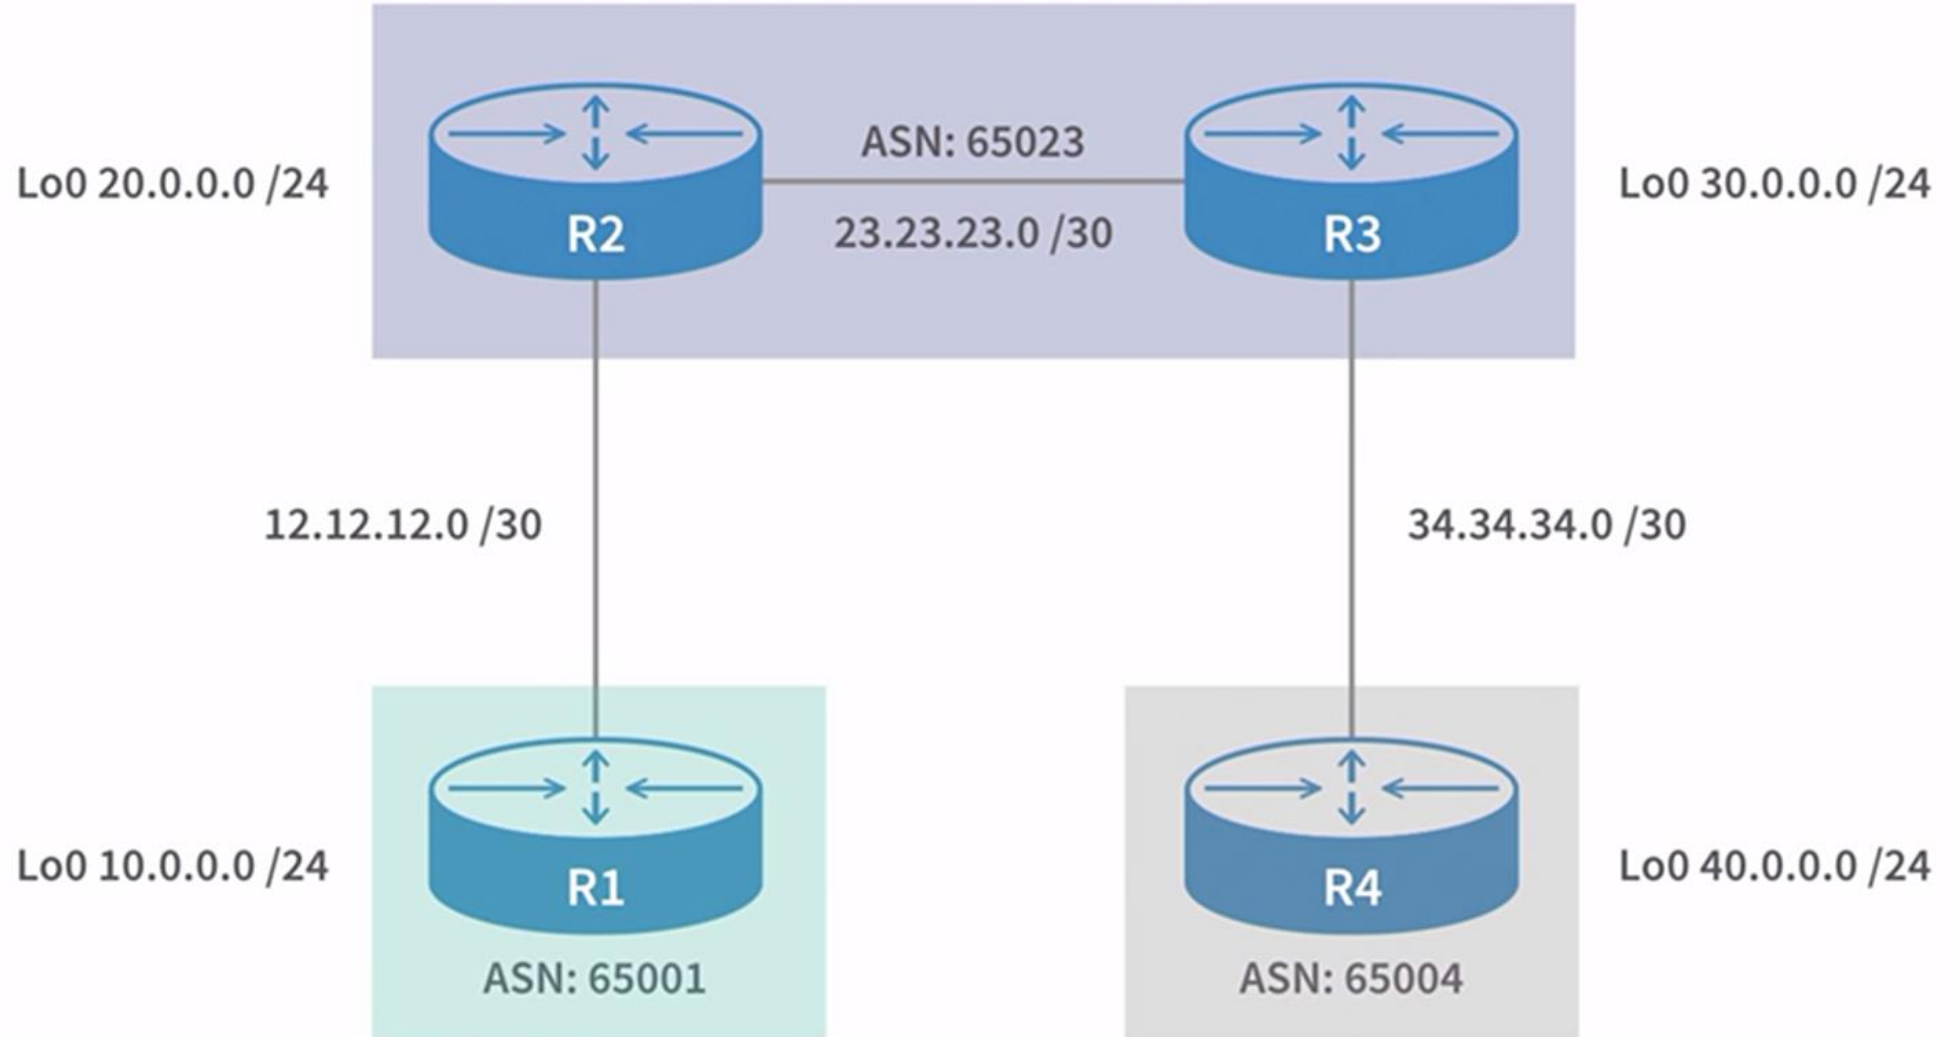 ASN: 65023
Lo0 20.0.0.0 /24
R2
23.23.23.0 /30
R3
Lo0 30.0.0.0 /24
12.12.12.0 /30
34.34.34.0 /30
Lo0 10.0.0.0 /24
R1
ASN: 65001
R4
Lo0 40.0.0.0 /24
ASN: 65004